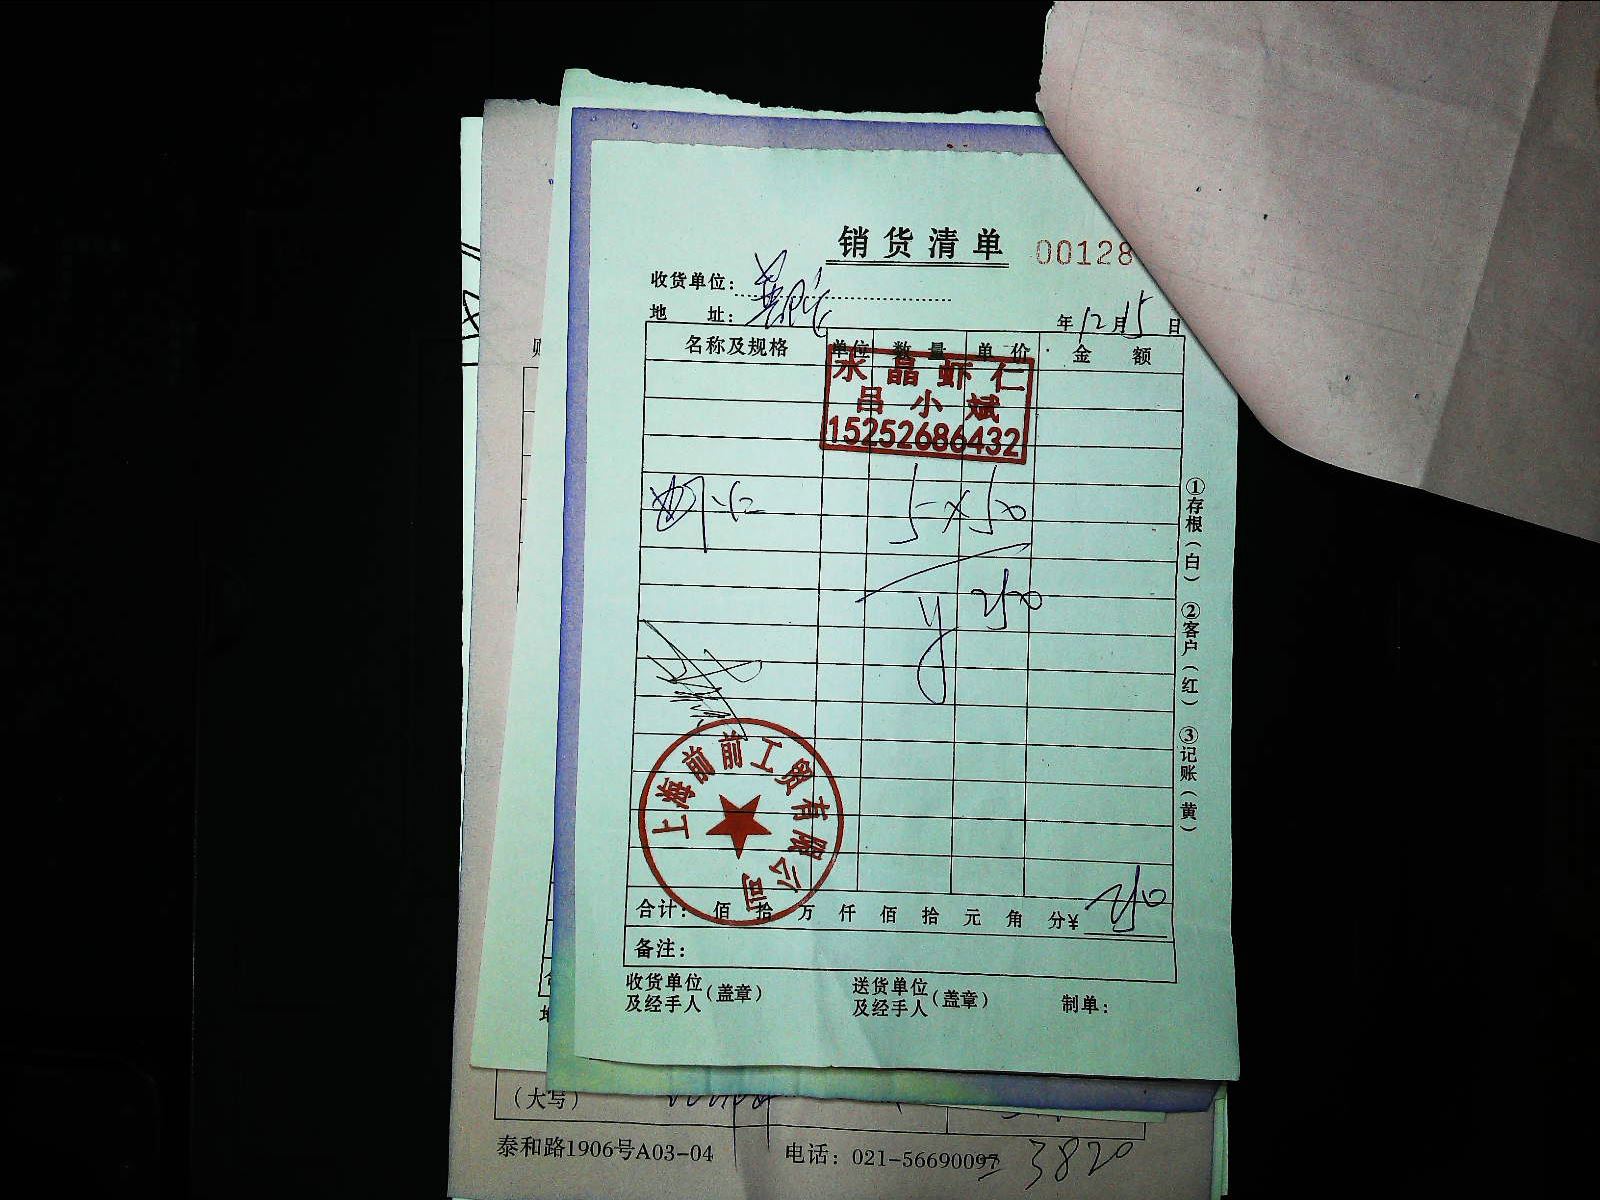 销货清单 00128
收货单位:
地 址: 年12月15日
名称及规格 单位 数量 单价 金额
水晶虾仁
吕小斌
15252686432
虾仁 5×50
¥250
上海前前工贸有限公司
合计: 佰 拾 万 仟 佰 拾 元 角 分¥ 250
备注:
收货单位及经手人(盖章) 送货单位及经手人(盖章) 制单:
①存根(白) ②客户(红) ③记账(黄)
(大写)
泰和路1906号A03-04 电话: 021-56690097 3820